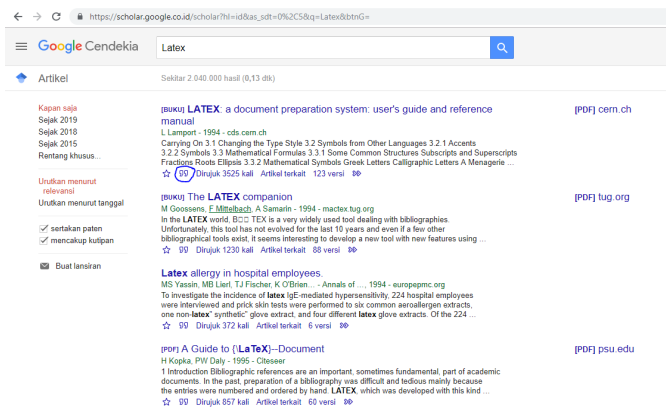 https://scholar.google.co.id/scholar?hl=id&as_sdt=0%2C5&q=Latex&btnG=
Google Cendekia
Latex
Artikel
Sekitar 2.040.000 hasil (0,13 dtk)
Kapan saja
Sejak 2019
Sejak 2018
Sejak 2015
Rentang khusus...
Urutkan menurut
relevansi
Urutkan menurut tanggal
sertakan paten
mencakup kutipan
Buat lansiran
[BUKU] LATEX: a document preparation system: user's guide and reference
manual
L Lamport - 1994 - cds.cern.ch
Carrying On 3.1 Changing the Type Style 3.2 Symbols from Other Languages 3.2.1 Accents
3.2.2 Symbols 3.3 Mathematical Formulas 3.3.1 Some Common Structures Subscripts and Superscripts
Fractions Roots Ellipsis 3.3.2 Mathematical Symbols Greek Letters Calligraphic Letters A Menagerie ...
Dirujuk 3525 kali Artikel terkait 123 versi
[PDF] cern.ch
[BUKU] The LATEX companion
M Goossens, F Mittelbach, A Samarin - 1994 - mactex.tug.org
In the LATEX world, B□□ TEX is a very widely used tool dealing with bibliographies.
Unfortunately, this tool has not evolved for the last 10 years and even if a few other
bibliographical tools exist, it seems interesting to develop a new tool with new features using ...
Dirujuk 1230 kali Artikel terkait 88 versi
[PDF] tug.org
Latex allergy in hospital employees.
MS Yassin, MB Lierl, TJ Fischer, K O'Brien... - Annals of ..., 1994 - europepmc.org
To investigate the incidence of latex IgE-mediated hypersensitivity, 224 hospital employees
were interviewed and prick skin tests were performed to six common aeroallergen extracts,
one non-latex" synthetic" glove extract, and four different latex glove extracts. Of the 224 ...
Dirujuk 372 kali Artikel terkait 6 versi
[PDF] A Guide to {\LaTeX}--Document
H Kopka, PW Daly - 1995 - Citeseer
1 Introduction Bibliographic references are an important, sometimes fundamental, part of academic
documents. In the past, preparation of a bibliography was difficult and tedious mainly because
the entries were numbered and ordered by hand. LATEX, which was developed with this kind ...
Dirujuk 857 kali Artikel terkait 60 versi
[PDF] psu.edu